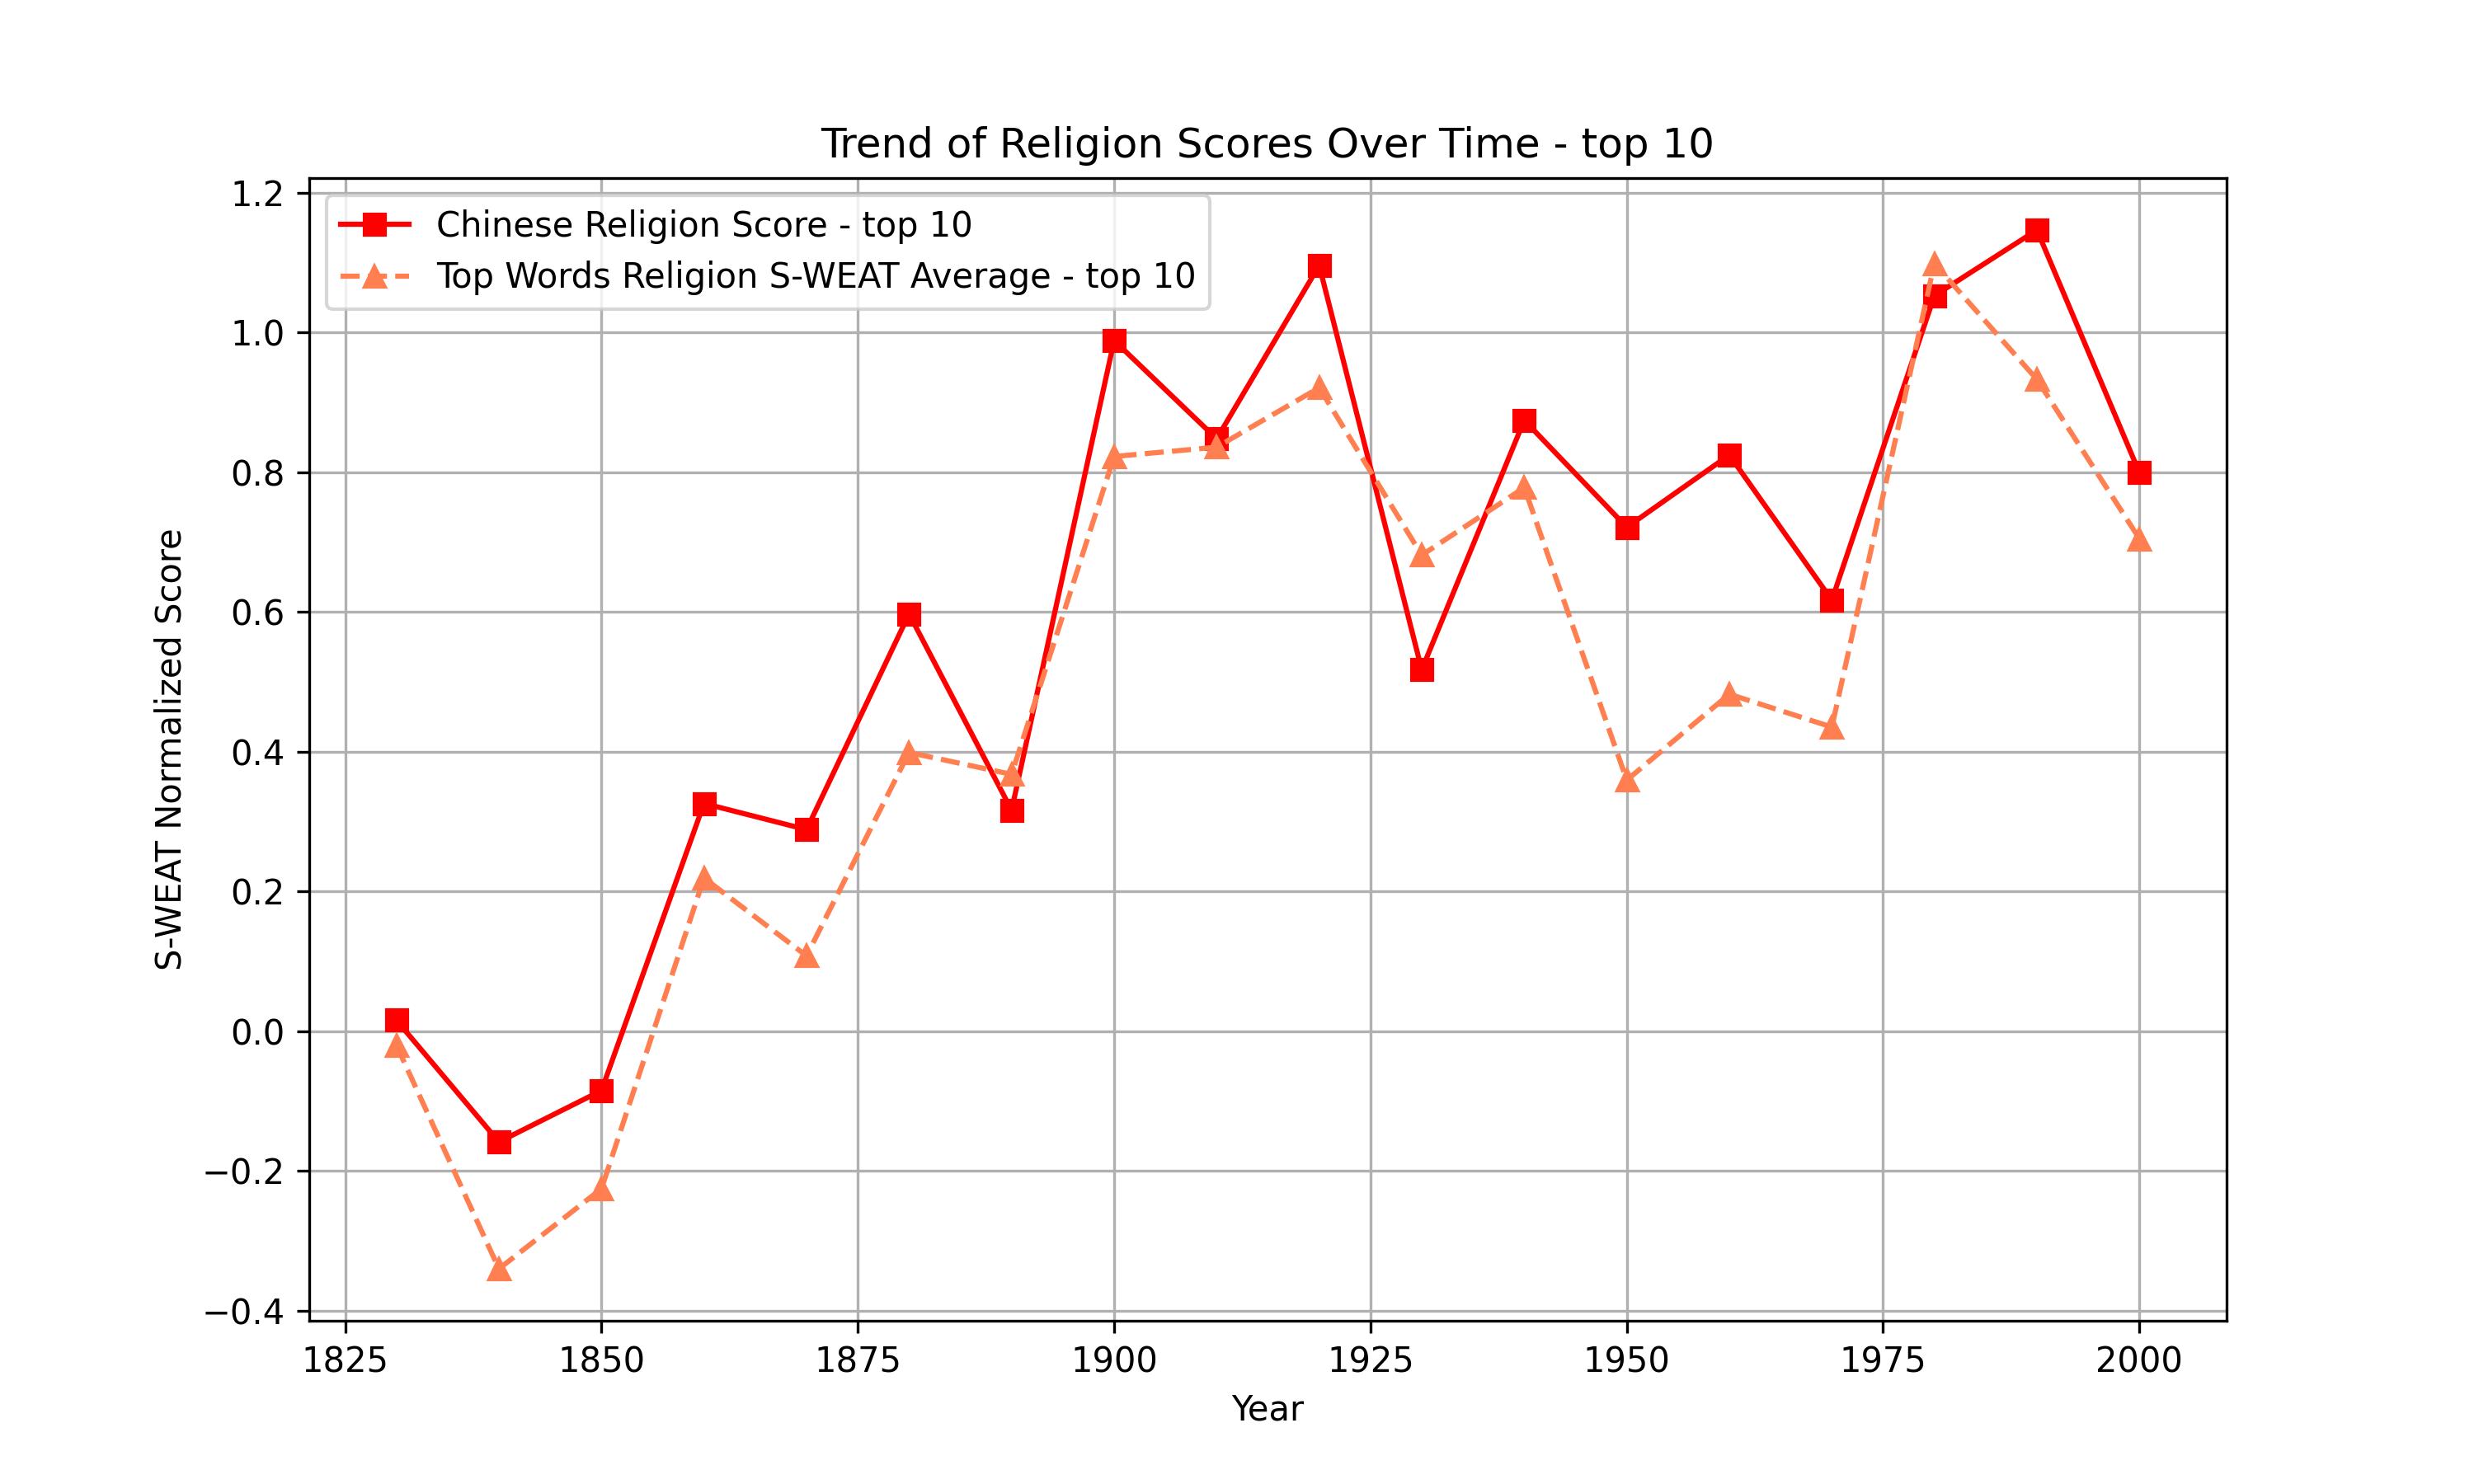 Trend of Religion Scores Over Time - top 10
Chinese Religion Score - top 10
Top Words Religion S-WEAT Average - top 10
S-WEAT Normalized Score
1.2
1.0
0.8
0.6
0.4
0.2
0.0
−0.2
−0.4
1825 1850 1875 1900 1925 1950 1975 2000
Year